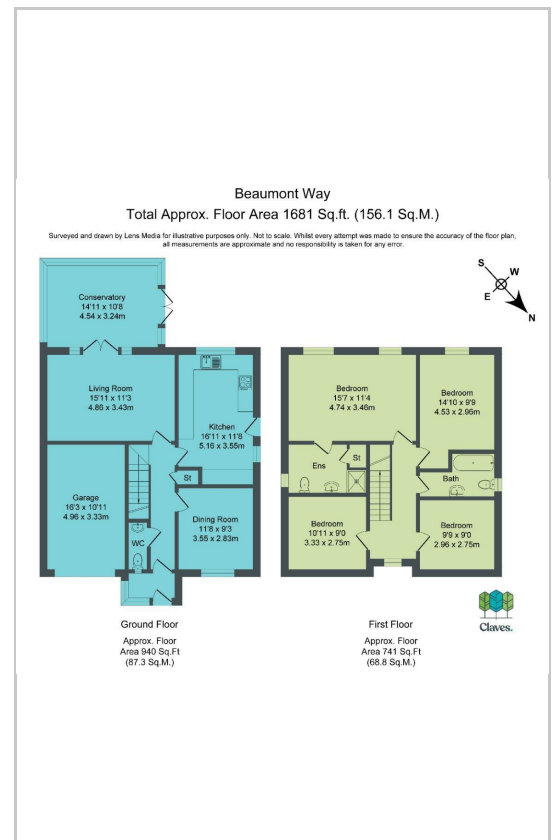 Beaumont Way
Total Approx. Floor Area 1681 Sq.ft. (156.1 Sq.M.)
Surveyed and drawn by Lens Media for illustrative purposes only. Not to scale. Whilst every attempt was made to ensure the accuracy of the floor plan,
all measurements are approximate and no responsibility is taken for any error.
S
W
E
N
Conservatory
14'11 x 10'8
4.54 x 3.24m
Living Room
15'11 x 11'3
4.86 x 3.43m
Kitchen
16'11 x 11'8
5.16 x 3.55m
St
Garage
16'3 x 10'11
4.96 x 3.33m
WC
Dining Room
11'8 x 9'3
3.55 x 2.83m
Bedroom
15'7 x 11'4
4.74 x 3.46m
Bedroom
14'10 x 9'9
4.53 x 2.96m
Ens
St
Bath
Bedroom
10'11 x 9'0
3.33 x 2.75m
Bedroom
9'9 x 9'0
2.96 x 2.75m
Ground Floor
Approx. Floor
Area 940 Sq.Ft
(87.3 Sq.M.)
First Floor
Approx. Floor
Area 741 Sq.Ft
(68.8 Sq.M.)
Claves.